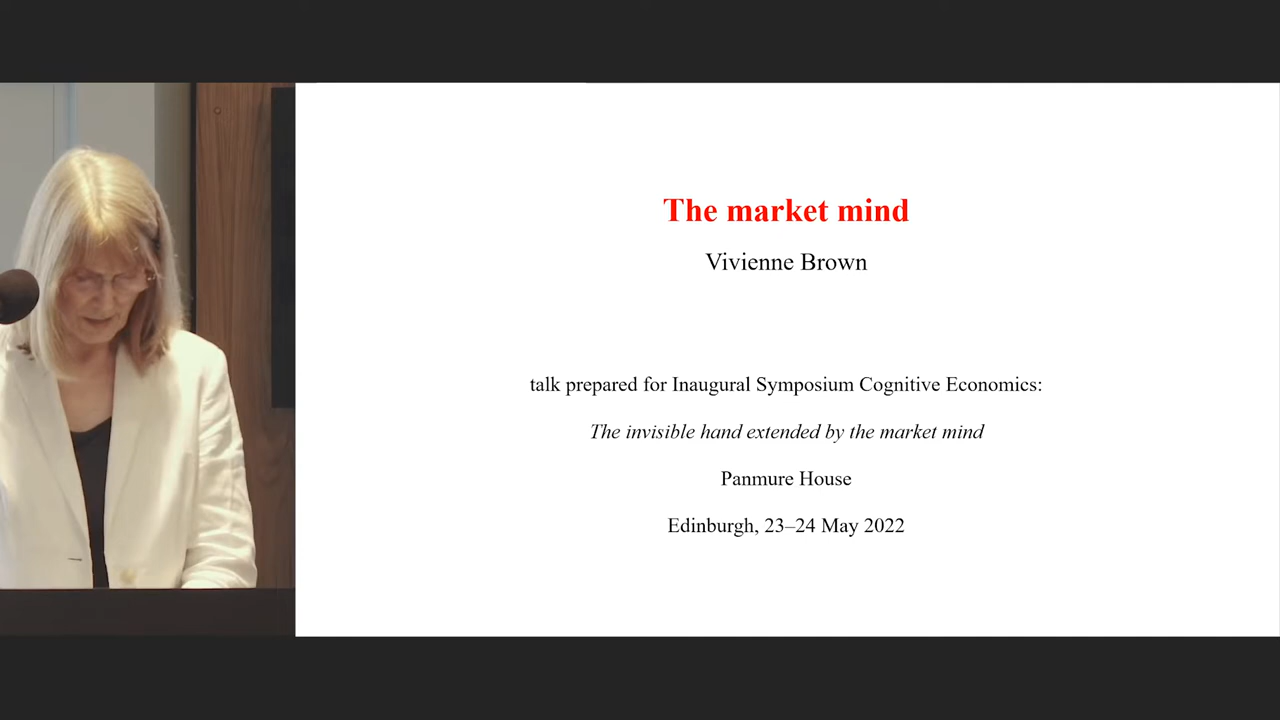 The market mind
Vivienne Brown
talk prepared for Inaugural Symposium Cognitive Economics:
The invisible hand extended by the market mind
Panmure House
Edinburgh, 23–24 May 2022